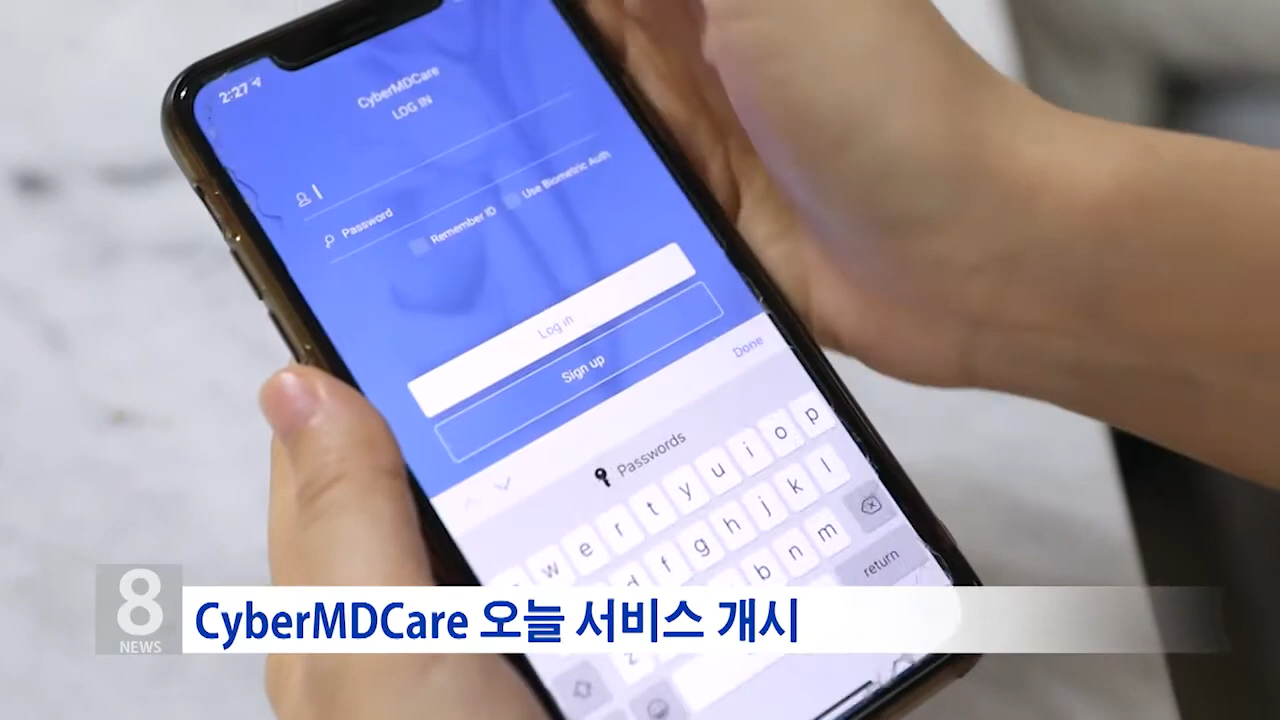 2:27
CyberMDCare
LOG IN
Password
Remember ID
Use Biometric Auth
Log in
Sign up
Done
Passwords
w e r t y u i o p
d f g h j k l
z b n m
return
8
NEWS
CyberMDCare 오늘 서비스 개시